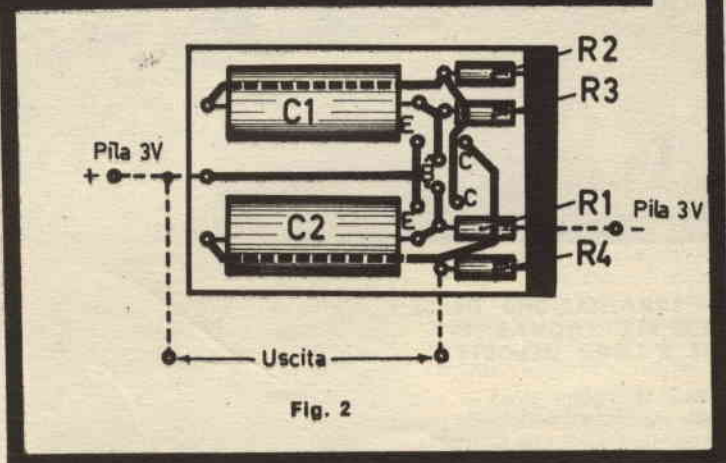 R2
R3
C1
E
C
Pila 3V
+
C
E
C2
R1
Pila 3V
−
R4
Uscita
Fig. 2